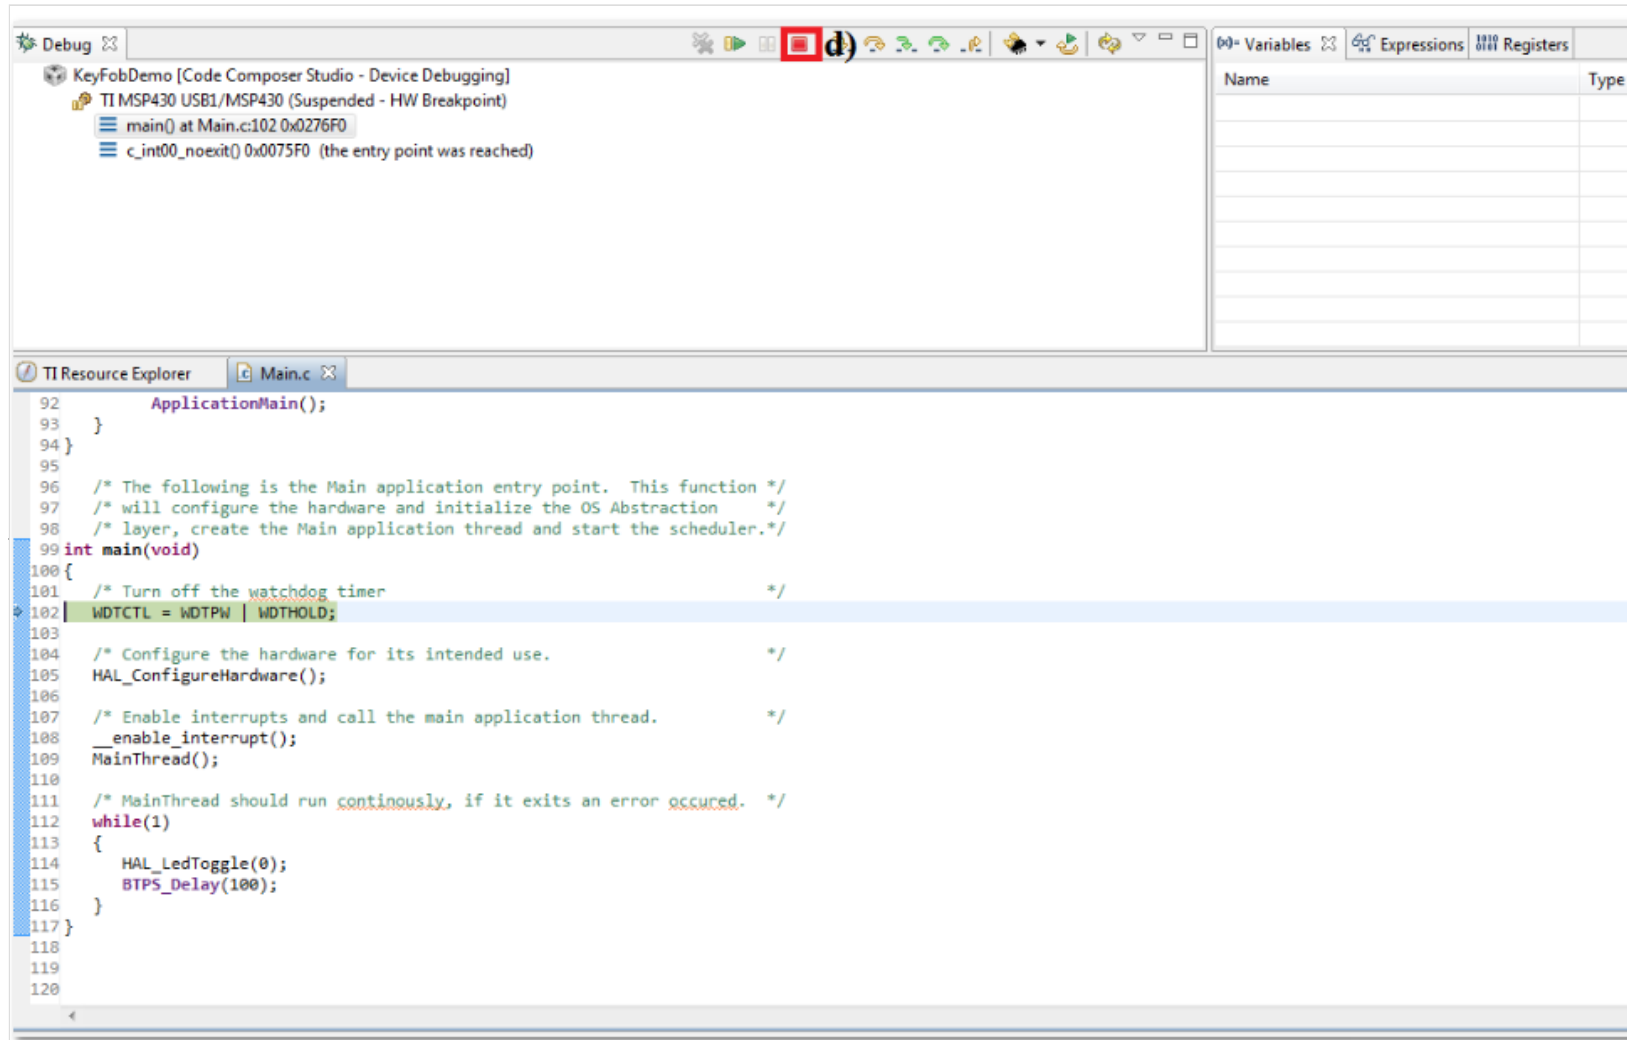 Debug
d)
(x)= Variables Expressions 1010 0101 Registers
KeyFobDemo [Code Composer Studio - Device Debugging]
Name Type
TI MSP430 USB1/MSP430 (Suspended - HW Breakpoint)
main() at Main.c:102 0x0276F0
c_int00_noexit() 0x0075F0 (the entry point was reached)
TI Resource Explorer Main.c
92 ApplicationMain();
93 }
94 }
95
96 /* The following is the Main application entry point. This function */
97 /* will configure the hardware and initialize the OS Abstraction */
98 /* layer, create the Main application thread and start the scheduler.*/
99 int main(void)
100 {
101 /* Turn off the watchdog timer */
102 WDTCTL = WDTPW | WDTHOLD;
103
104 /* Configure the hardware for its intended use. */
105 HAL_ConfigureHardware();
106
107 /* Enable interrupts and call the main application thread. */
108 __enable_interrupt();
109 MainThread();
110
111 /* MainThread should run continously, if it exits an error occured. */
112 while(1)
113 {
114 HAL_LedToggle(0);
115 BTPS_Delay(100);
116 }
117 }
118
119
120